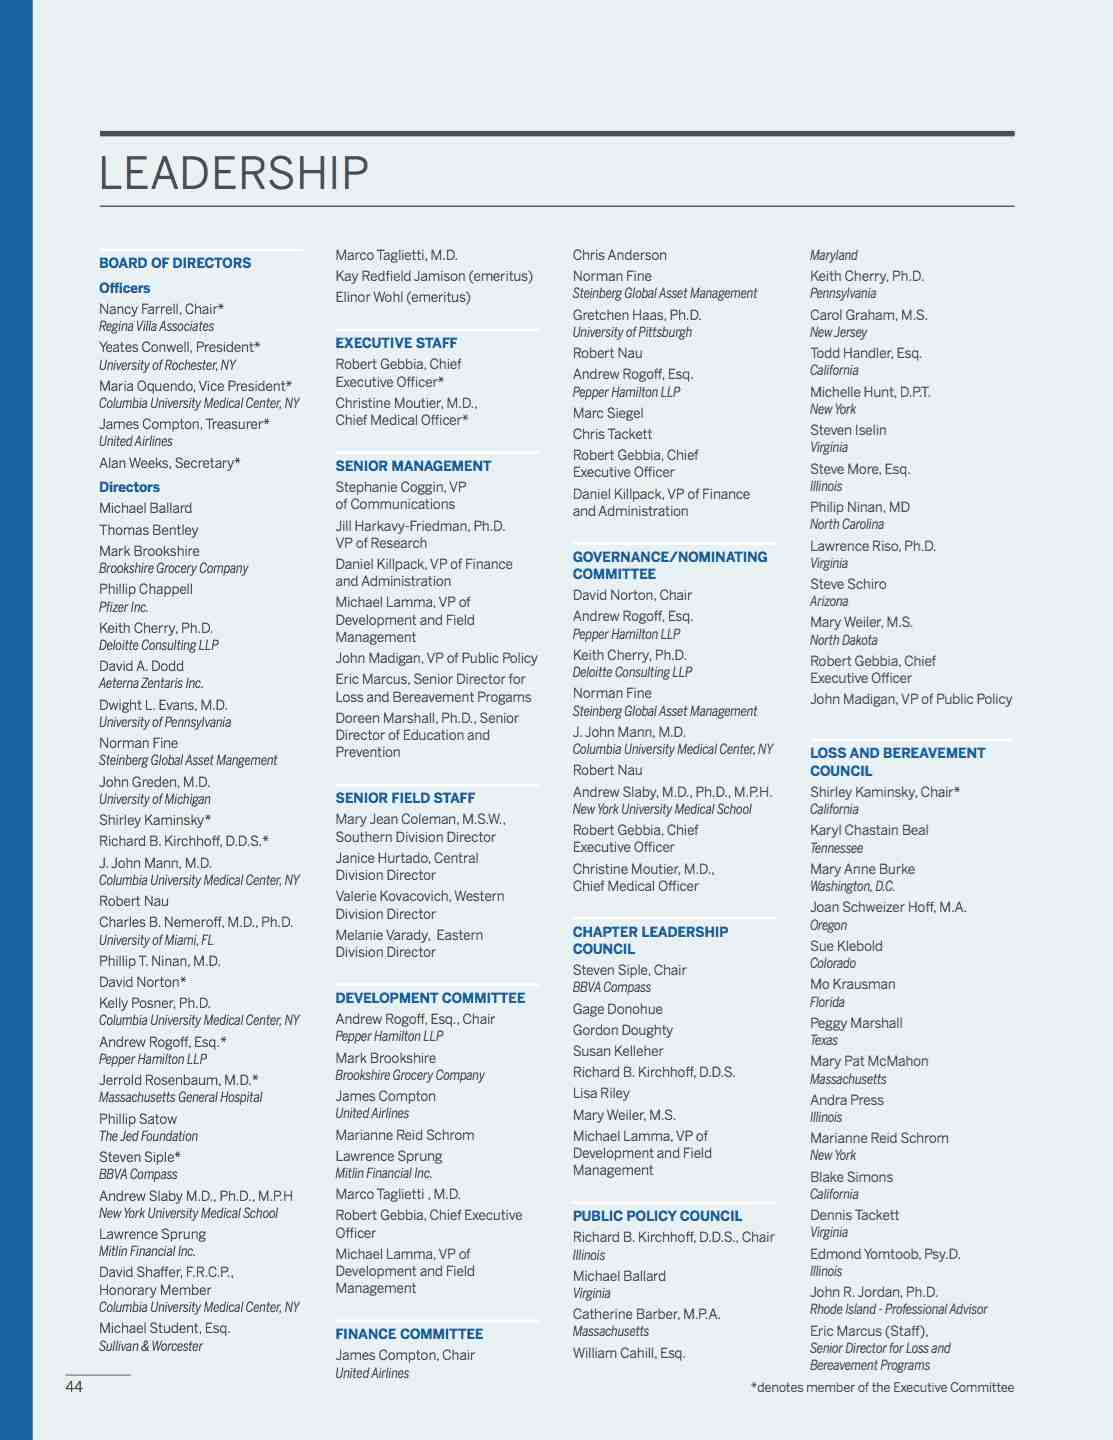 LEADERSHIP
BOARD OF DIRECTORS
Officers
Nancy Farrell, Chair*
Regina Villa Associates
Yeates Conwell, President*
University of Rochester, NY
Maria Oquendo, Vice President*
Columbia University Medical Center, NY
James Compton, Treasurer*
United Airlines
Alan Weeks, Secretary*
Directors
Michael Ballard
Thomas Bentley
Mark Brookshire
Brookshire Grocery Company
Phillip Chappell
Pfizer Inc.
Keith Cherry, Ph.D.
Deloitte Consulting LLP
David A. Dodd
Aeterna Zentaris Inc.
Dwight L. Evans, M.D.
University of Pennsylvania
Norman Fine
Steinberg Global Asset Mangement
John Greden, M.D.
University of Michigan
Shirley Kaminsky*
Richard B. Kirchhoff, D.D.S.*
J. John Mann, M.D.
Columbia University Medical Center, NY
Robert Nau
Charles B. Nemeroff, M.D., Ph.D.
University of Miami, FL
Phillip T. Ninan, M.D.
David Norton*
Kelly Posner, Ph.D.
Columbia University Medical Center, NY
Andrew Rogoff, Esq.*
Pepper Hamilton LLP
Jerrold Rosenbaum, M.D.*
Massachusetts General Hospital
Phillip Satow
The Jed Foundation
Steven Siple*
BBVA Compass
Andrew Slaby M.D., Ph.D., M.P.H
New York University Medical School
Lawrence Sprung
Mitlin Financial Inc.
David Shaffer, F.R.C.P.,
Honorary Member
Columbia University Medical Center, NY
Michael Student, Esq.
Sullivan & Worcester
Marco Taglietti, M.D.
Kay Redfield Jamison (emeritus)
Elinor Wohl (emeritus)
EXECUTIVE STAFF
Robert Gebbia, Chief
Executive Officer*
Christine Moutier, M.D.,
Chief Medical Officer*
SENIOR MANAGEMENT
Stephanie Coggin, VP
of Communications
Jill Harkavy-Friedman, Ph.D.
VP of Research
Daniel Killpack, VP of Finance
and Administration
Michael Lamma, VP of
Development and Field
Management
John Madigan, VP of Public Policy
Eric Marcus, Senior Director for
Loss and Bereavement Progams
Doreen Marshall, Ph.D., Senior
Director of Education and
Prevention
SENIOR FIELD STAFF
Mary Jean Coleman, M.S.W.,
Southern Division Director
Janice Hurtado, Central
Division Director
Valerie Kovacovich, Western
Division Director
Melanie Varady, Eastern
Division Director
DEVELOPMENT COMMITTEE
Andrew Rogoff, Esq., Chair
Pepper Hamilton LLP
Mark Brookshire
Brookshire Grocery Company
James Compton
United Airlines
Marianne Reid Schrom
Lawrence Sprung
Mitlin Financial Inc.
Marco Taglietti , M.D.
Robert Gebbia, Chief Executive
Officer
Michael Lamma, VP of
Development and Field
Management
FINANCE COMMITTEE
James Compton, Chair
United Airlines
Chris Anderson
Norman Fine
Steinberg Global Asset Management
Gretchen Haas, Ph.D.
University of Pittsburgh
Robert Nau
Andrew Rogoff, Esq.
Pepper Hamilton LLP
Marc Siegel
Chris Tackett
Robert Gebbia, Chief
Executive Officer
Daniel Killpack, VP of Finance
and Administration
GOVERNANCE/NOMINATING
COMMITTEE
David Norton, Chair
Andrew Rogoff, Esq.
Pepper Hamilton LLP
Keith Cherry, Ph.D.
Deloitte Consulting LLP
Norman Fine
Steinberg Global Asset Management
J. John Mann, M.D.
Columbia University Medical Center, NY
Robert Nau
Andrew Slaby, M.D., Ph.D., M.P.H.
New York University Medical School
Robert Gebbia, Chief
Executive Officer
Christine Moutier, M.D.,
Chief Medical Officer
CHAPTER LEADERSHIP
COUNCIL
Steven Siple, Chair
BBVA Compass
Gage Donohue
Gordon Doughty
Susan Kelleher
Richard B. Kirchhoff, D.D.S.
Lisa Riley
Mary Weiler, M.S.
Michael Lamma, VP of
Development and Field
Management
PUBLIC POLICY COUNCIL
Richard B. Kirchhoff, D.D.S., Chair
Illinois
Michael Ballard
Virginia
Catherine Barber, M.P.A.
Massachusetts
William Cahill, Esq.
Maryland
Keith Cherry, Ph.D.
Pennsylvania
Carol Graham, M.S.
New Jersey
Todd Handler, Esq.
California
Michelle Hunt, D.P.T.
New York
Steven Iselin
Virginia
Steve More, Esq.
Illinois
Philip Ninan, MD
North Carolina
Lawrence Riso, Ph.D.
Virginia
Steve Schiro
Arizona
Mary Weiler, M.S.
North Dakota
Robert Gebbia, Chief
Executive Officer
John Madigan, VP of Public Policy
LOSS AND BEREAVEMENT
COUNCIL
Shirley Kaminsky, Chair*
California
Karyl Chastain Beal
Tennessee
Mary Anne Burke
Washington, D.C.
Joan Schweizer Hoff, M.A.
Oregon
Sue Klebold
Colorado
Mo Krausman
Florida
Peggy Marshall
Texas
Mary Pat McMahon
Massachusetts
Andra Press
Illinois
Marianne Reid Schrom
New York
Blake Simons
California
Dennis Tackett
Virginia
Edmond Yomtoob, Psy.D.
Illinois
John R. Jordan, Ph.D.
Rhode Island - Professional Advisor
Eric Marcus (Staff),
Senior Director for Loss and
Bereavement Programs
44
*denotes member of the Executive Committee